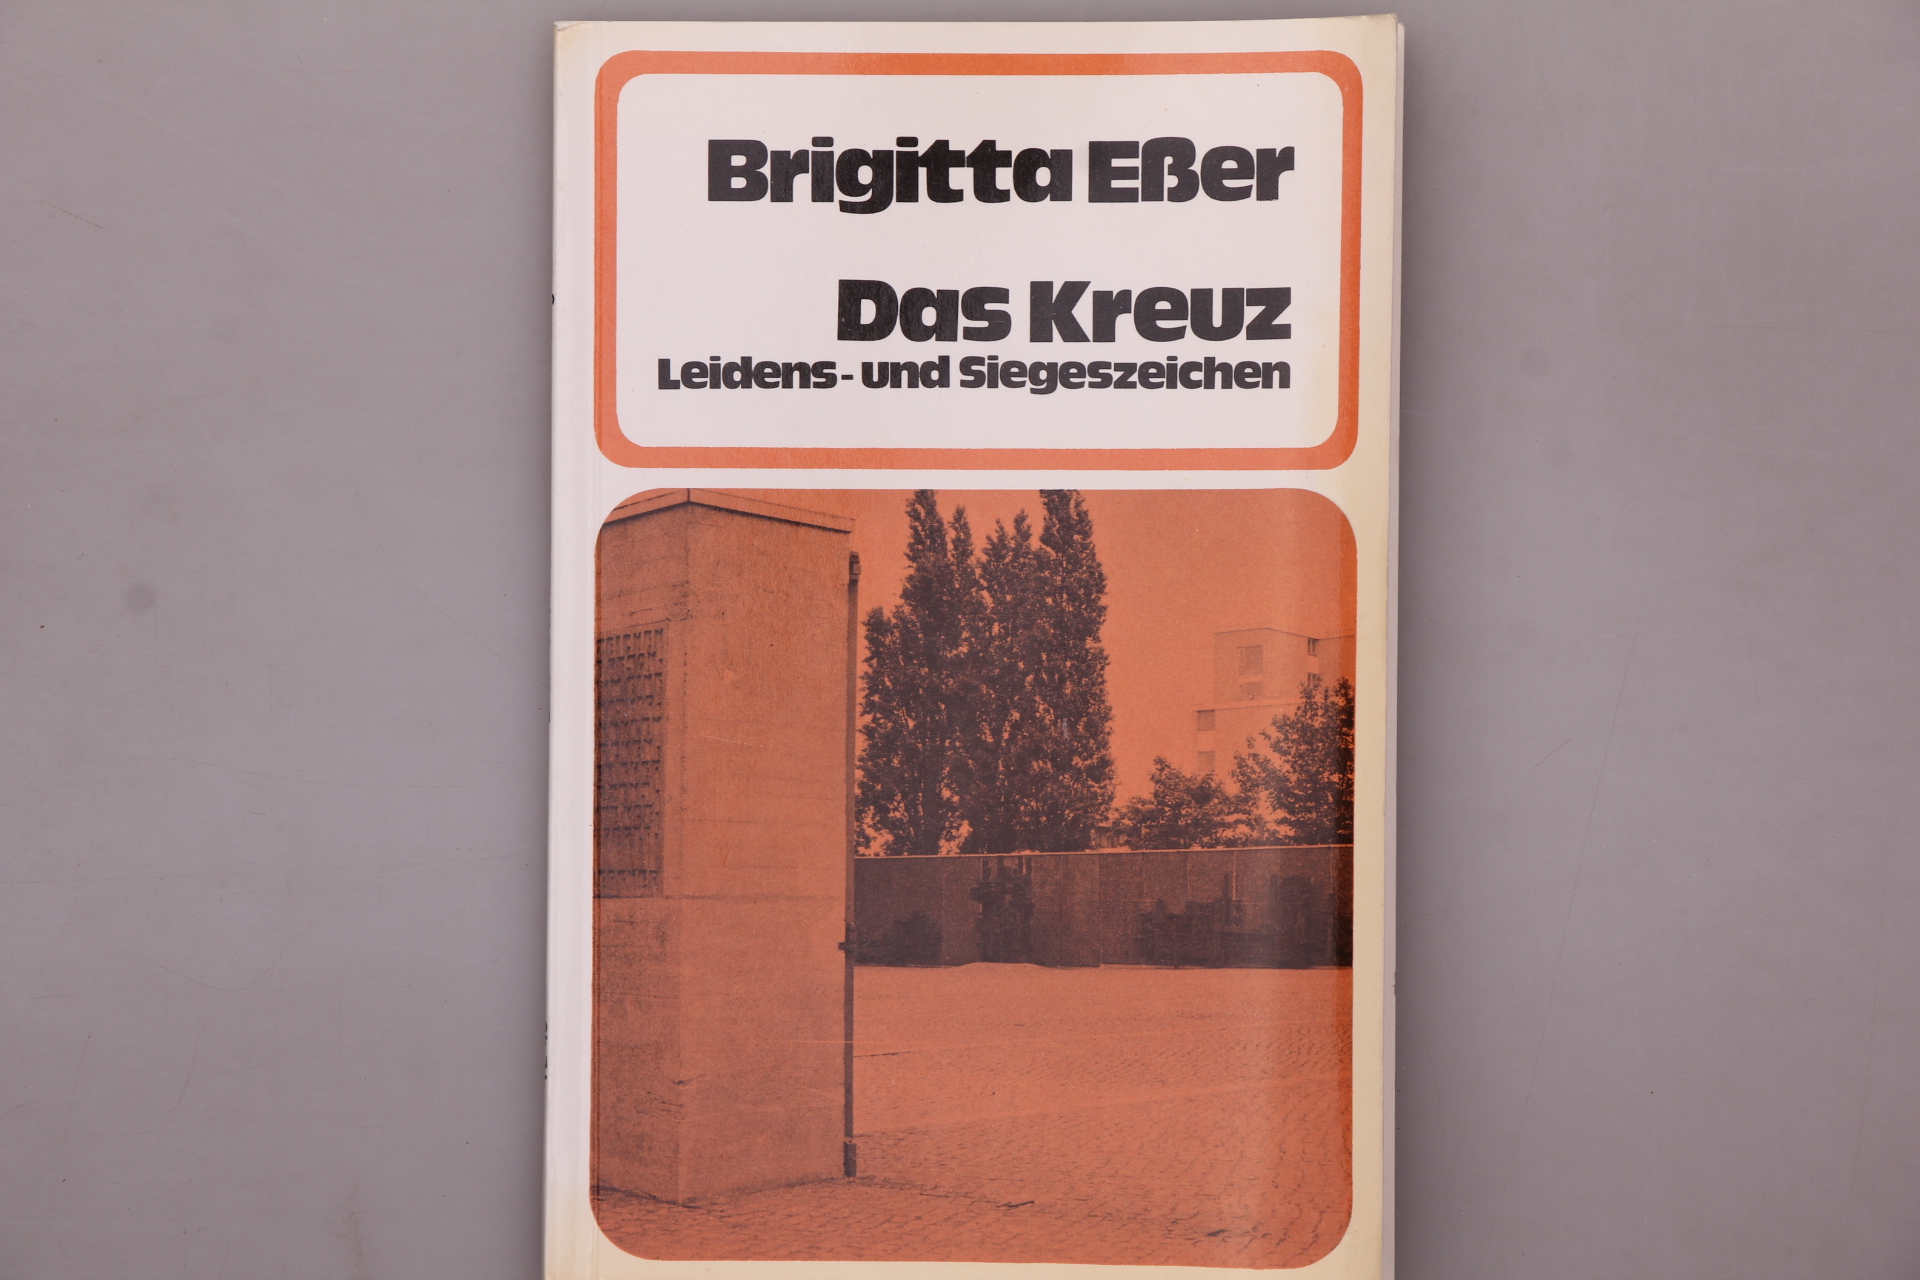 Brigitta Eßer
Das Kreuz
Leidens- und Siegeszeichen